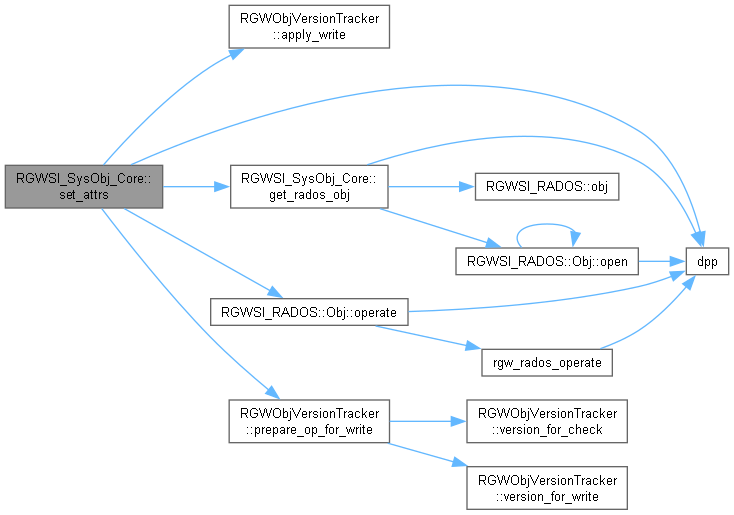 RGWObjVersionTracker
::apply_write
RGWSI_SysObj_Core::
set_attrs
RGWSI_SysObj_Core::
get_rados_obj
RGWSI_RADOS::obj
RGWSI_RADOS::Obj::open
dpp
RGWSI_RADOS::Obj::operate
rgw_rados_operate
RGWObjVersionTracker
::prepare_op_for_write
RGWObjVersionTracker
::version_for_check
RGWObjVersionTracker
::version_for_write